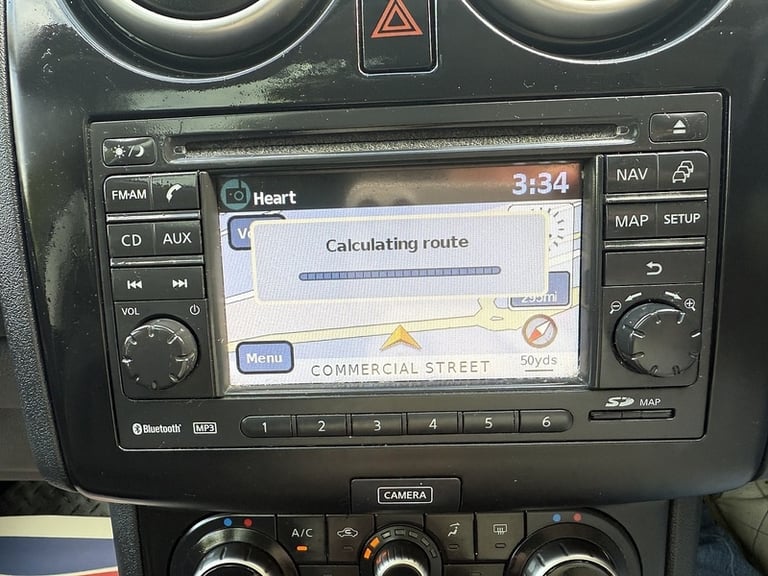 Heart
3:34
FM·AM
NAV
Calculating route
CD AUX
MAP SETUP
VOL
Menu
COMMERCIAL STREET
50yds
SD MAP
Bluetooth
MP3
1 2 3 4 5 6
CAMERA
A/C